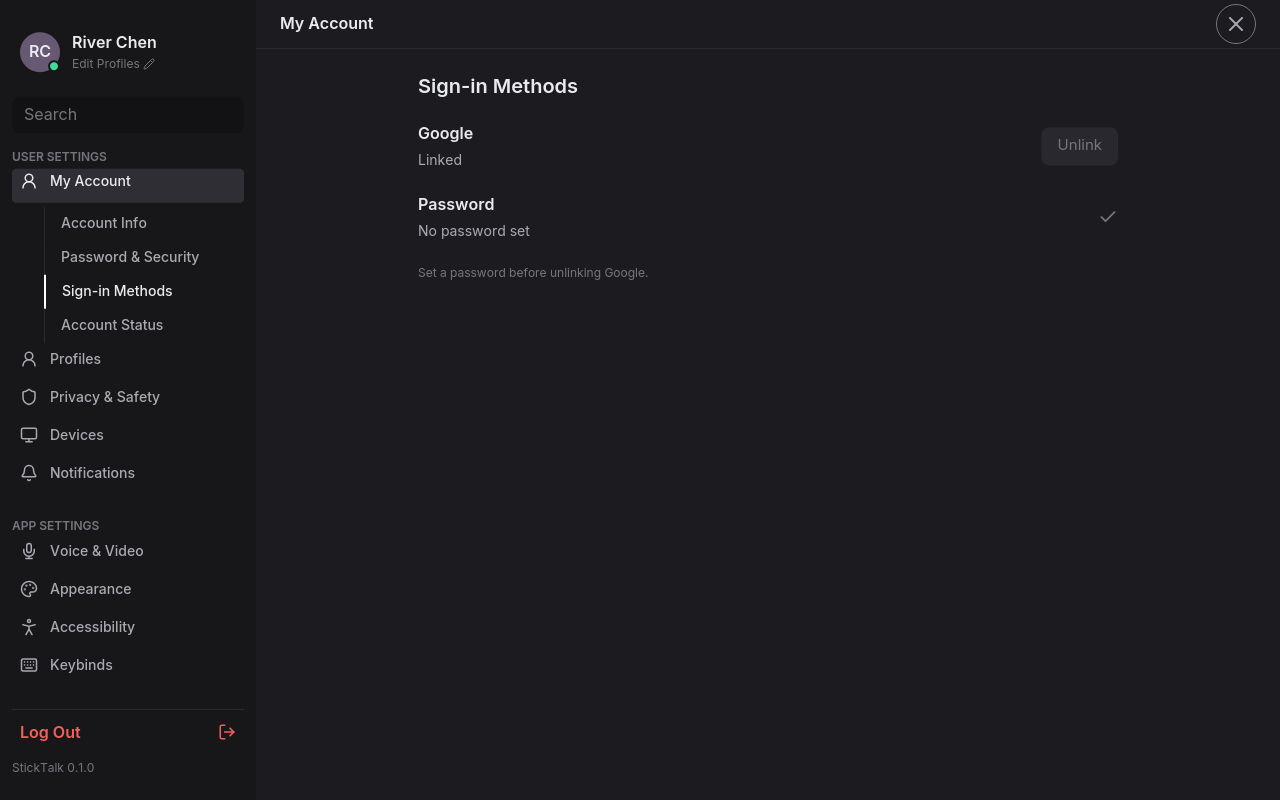 RC
River Chen
Edit Profiles
Search
USER SETTINGS
My Account
Account Info
Password & Security
Sign-in Methods
Account Status
Profiles
Privacy & Safety
Devices
Notifications
APP SETTINGS
Voice & Video
Appearance
Accessibility
Keybinds
Log Out
StickTalk 0.1.0
My Account
Sign-in Methods
Google
Linked
Unlink
Password
No password set
Set a password before unlinking Google.